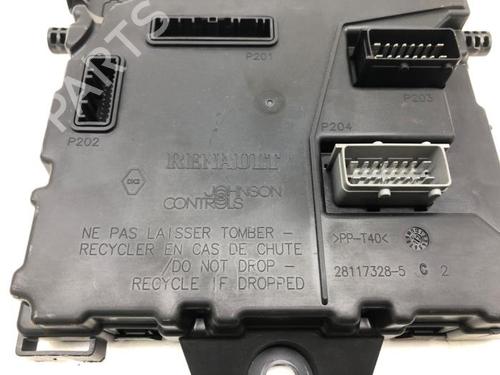 PARTS
P201
P203
P202
P204
RENAULT
JOHNSON
CONTROLS
NE PAS LAISSER TOMBER -
RECYCLER EN CAS DE CHUTE
/DO NOT DROP -
RECYCLE IF DROPPED
>PP-T40<
28117328-5 C 2